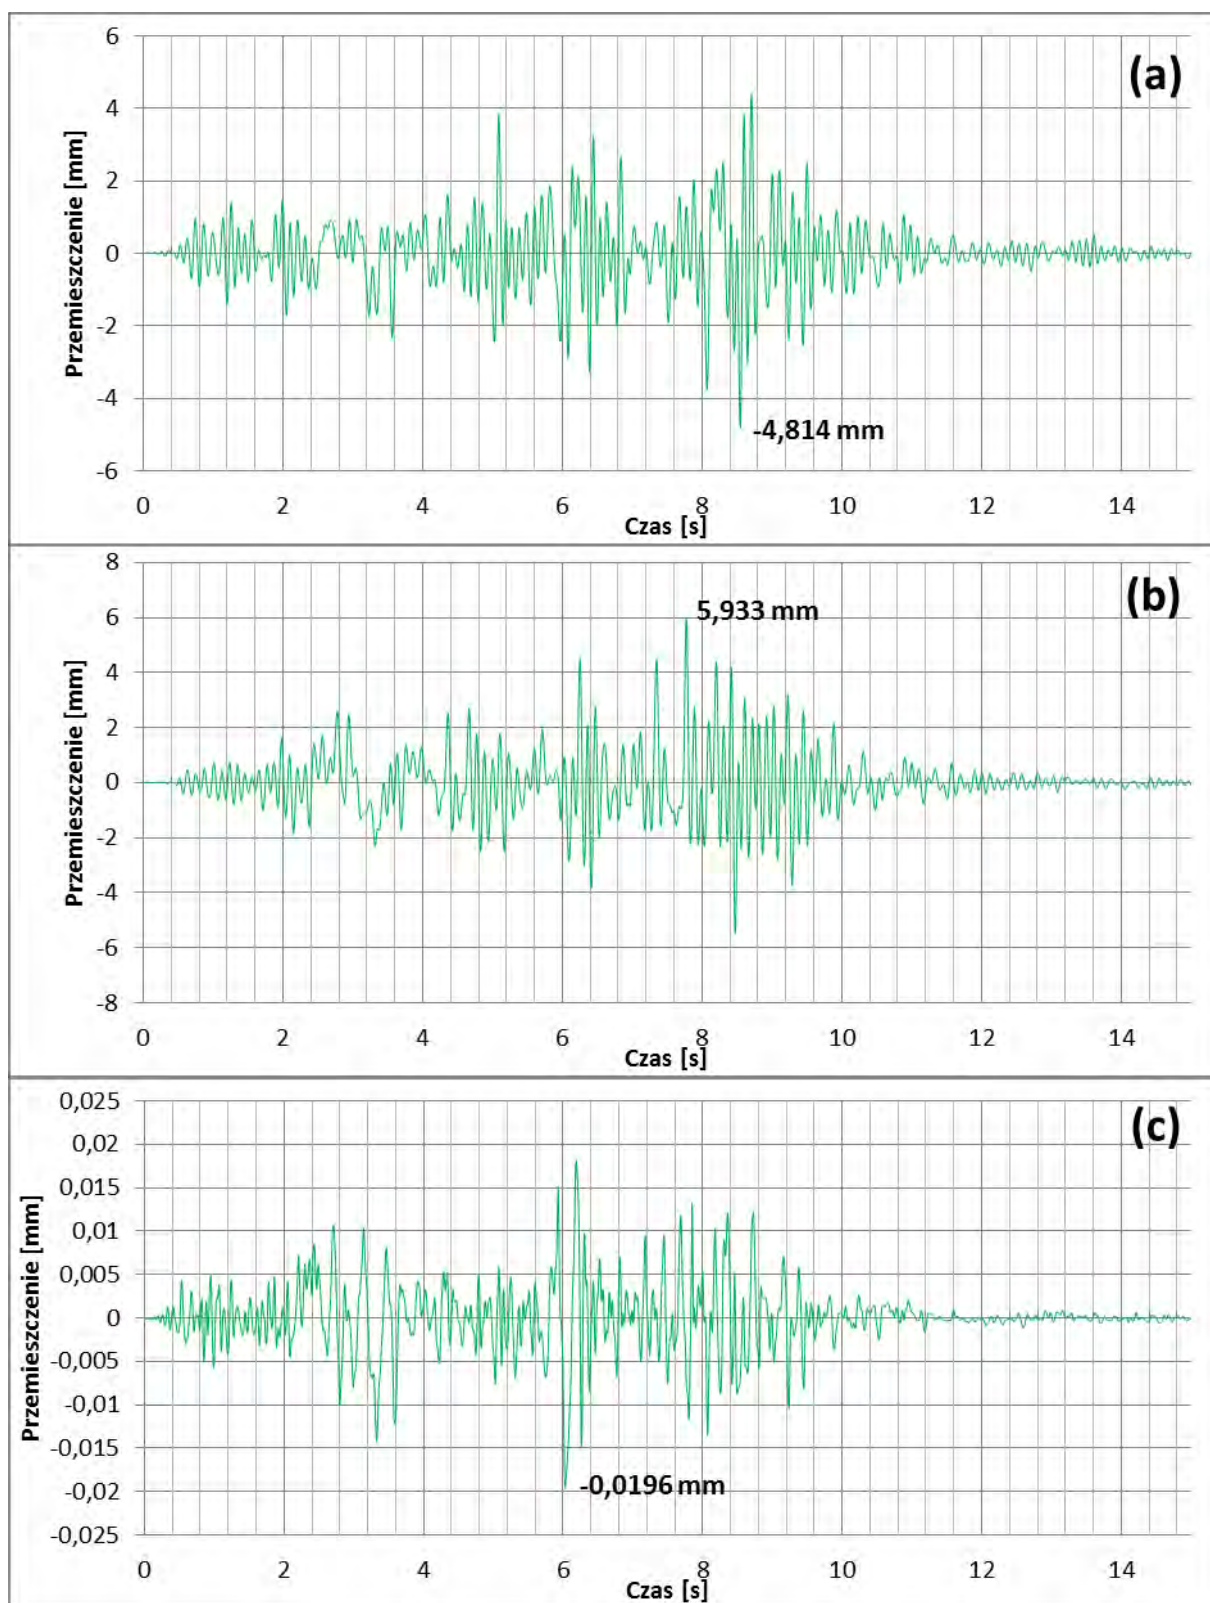 (a)
6
4
2
0
-2
-4
-6
Przemieszczenie [mm]
-4,814 mm
0 2 4 6 8 10 12 14
Czas [s]
(b)
8
6
4
2
0
-2
-4
-6
-8
Przemieszczenie [mm]
5,933 mm
0 2 4 6 8 10 12 14
Czas [s]
(c)
0,025
0,02
0,015
0,01
0,005
0
-0,005
-0,01
-0,015
-0,02
-0,025
Przemieszczenie [mm]
-0,0196 mm
0 2 4 6 8 10 12 14
Czas [s]